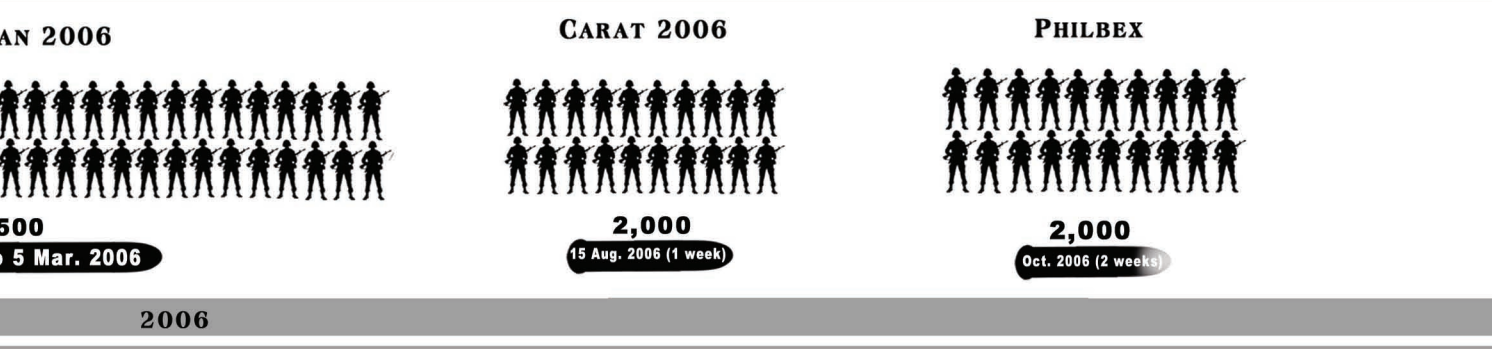 AN 2006
500
5 Mar. 2006
CARAT 2006
2,000
15 Aug. 2006 (1 week)
PHILBEX
2,000
Oct. 2006 (2 weeks)
2006